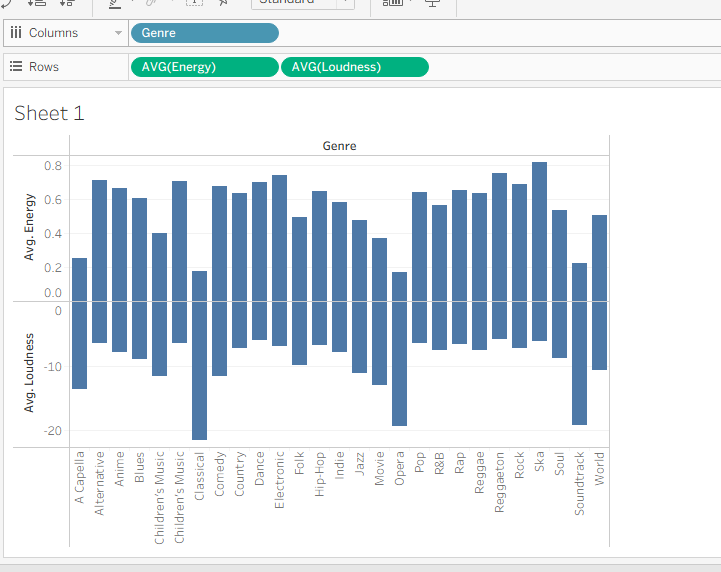 Standard
Columns
Genre
Rows
AVG(Energy)
AVG(Loudness)
Sheet 1
Genre
Avg. Energy
0.8
0.6
0.4
0.2
0.0
Avg. Loudness
0
-10
-20
A Capella
Alternative
Anime
Blues
Children's Music
Children’s Music
Classical
Comedy
Country
Dance
Electronic
Folk
Hip-Hop
Indie
Jazz
Movie
Opera
Pop
R&B
Rap
Reggae
Reggaeton
Rock
Ska
Soul
Soundtrack
World